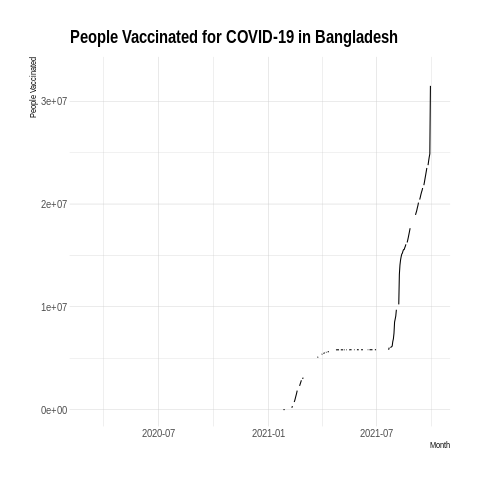 People Vaccinated for COVID-19 in Bangladesh
People Vaccinated
3e+07
2e+07
1e+07
0e+00
2020-07
2021-01
2021-07
Month